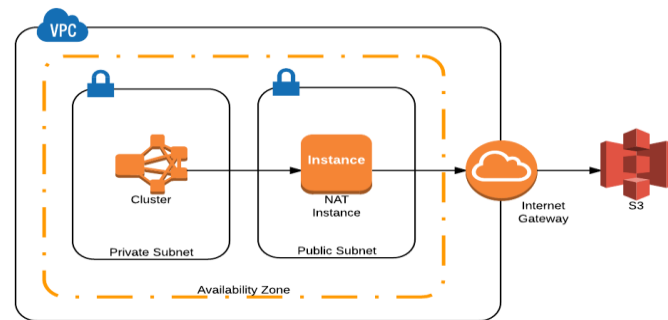 VPC
Instance
Cluster
NAT
Instance
Internet
Gateway
S3
Private Subnet
Public Subnet
Availability Zone